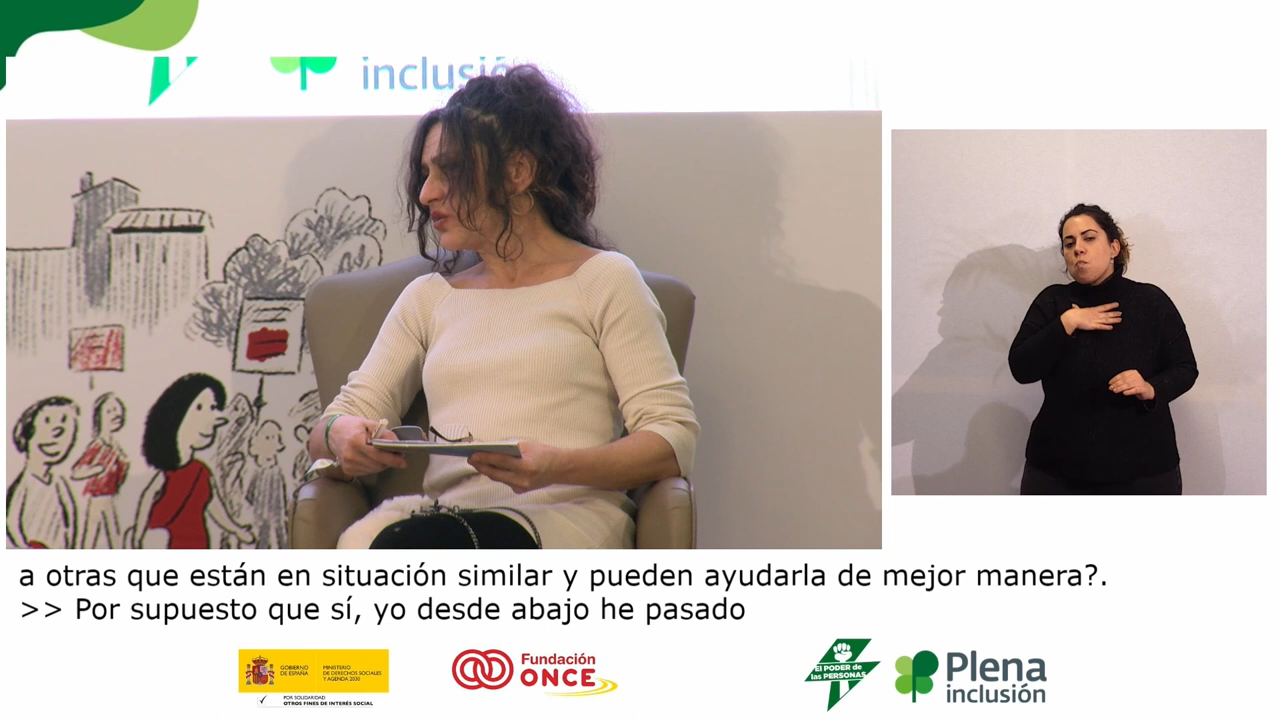 inclusión
a otras que están en situación similar y pueden ayudarla de mejor manera?.
>> Por supuesto que sí, yo desde abajo he pasado
GOBIERNO
DE ESPAÑA
MINISTERIO
DE DERECHOS SOCIALES
Y AGENDA 2030
POR SOLIDARIDAD
OTROS FINES DE INTERÉS SOCIAL
Fundación
ONCE
El PODER de
las PERSONAS
Plena
inclusión